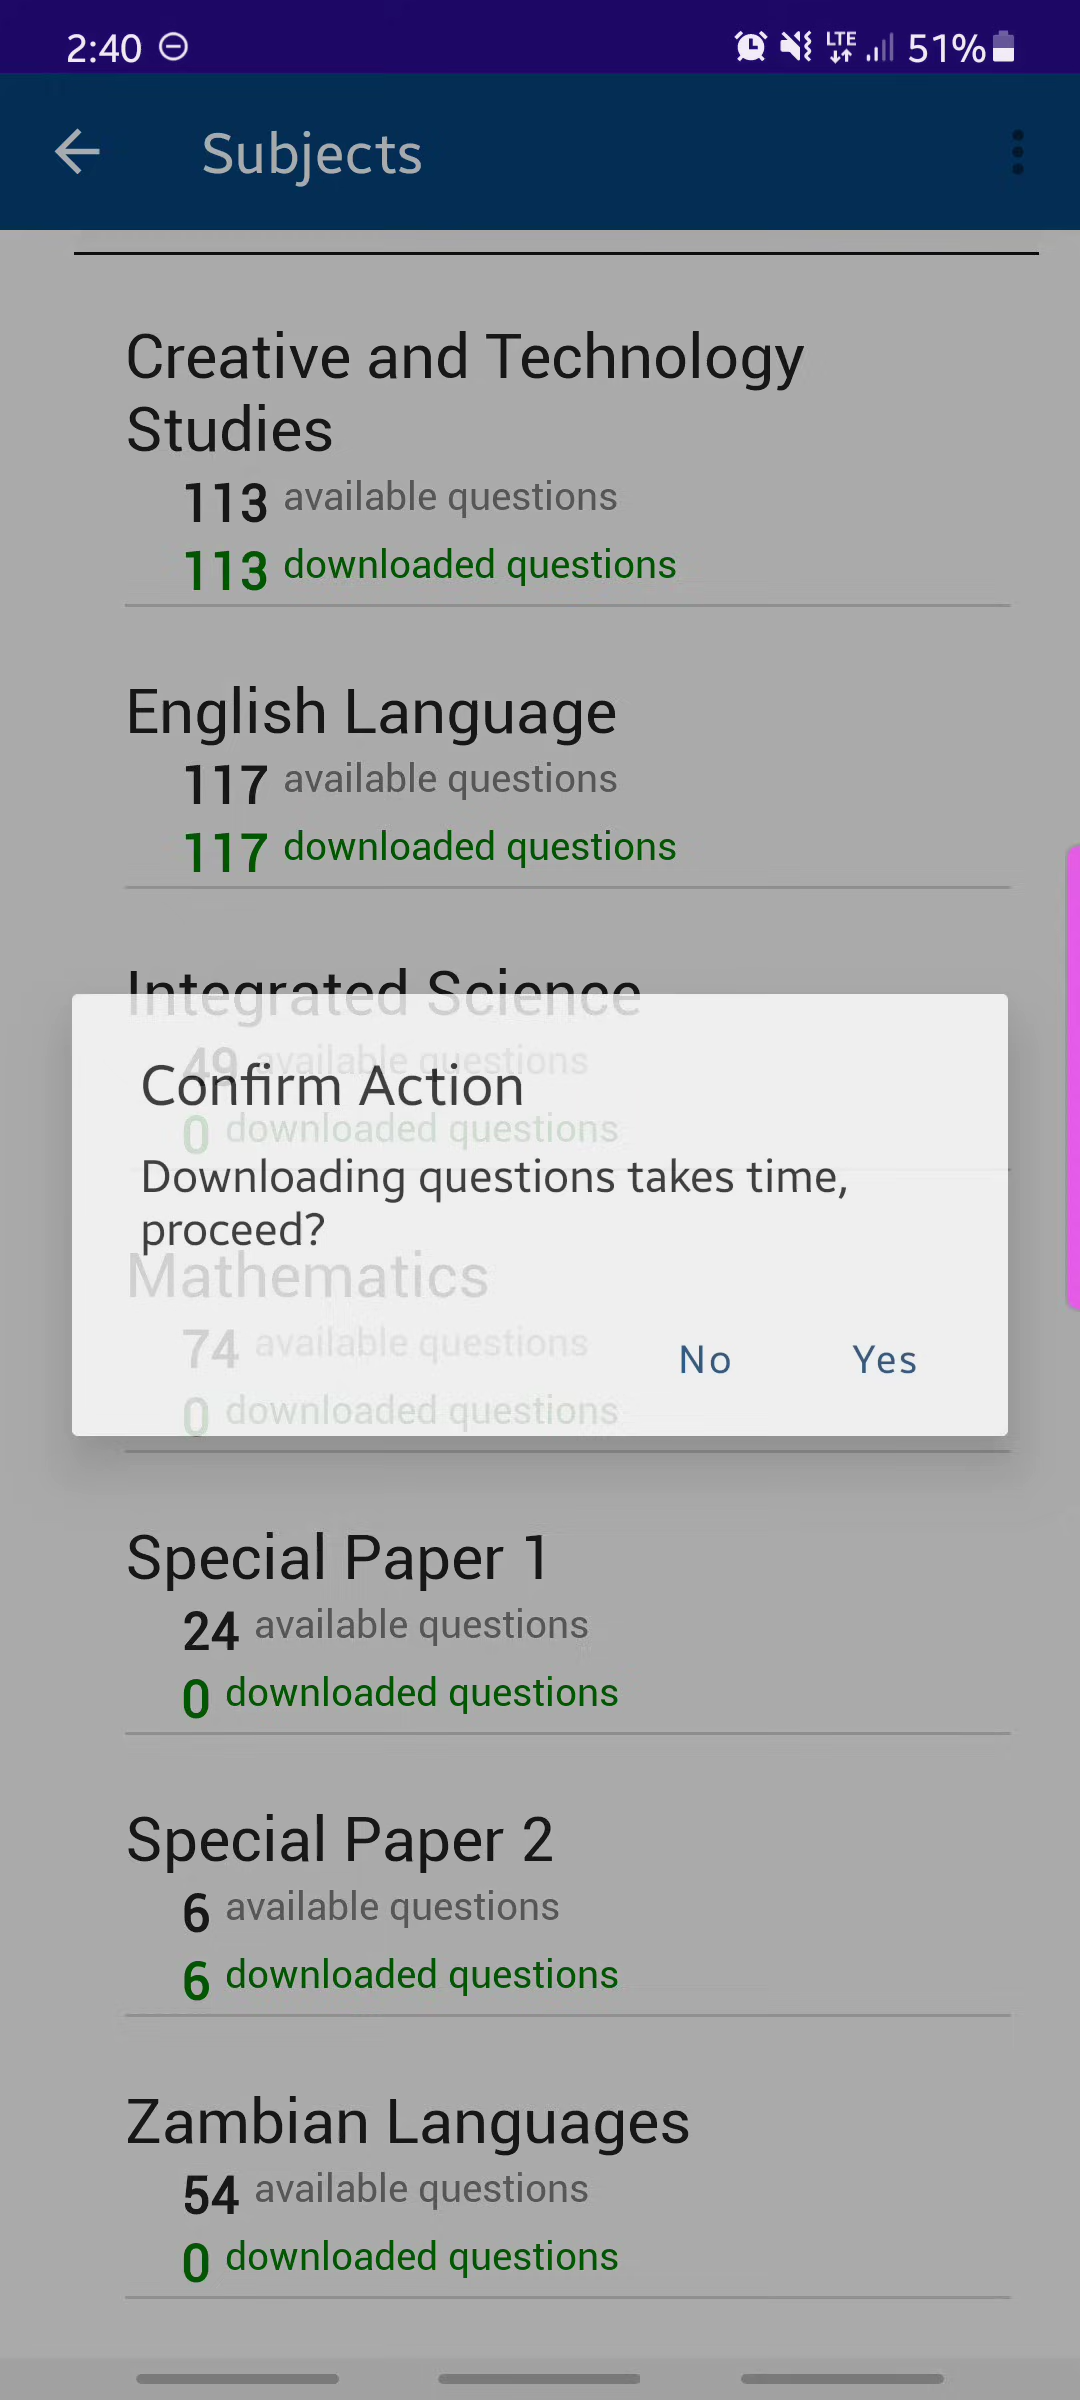 2:40
LTE
51%
Subjects
Creative and Technology
Studies
113 available questions
113 downloaded questions
English Language
117 available questions
117 downloaded questions
Integrated Science
49 available questions
Confirm Action
0 downloaded questions
Downloading questions takes time,
proceed?
Mathematics
74 available questions
No Yes
0 downloaded questions
Special Paper 1
24 available questions
0 downloaded questions
Special Paper 2
6 available questions
6 downloaded questions
Zambian Languages
54 available questions
0 downloaded questions